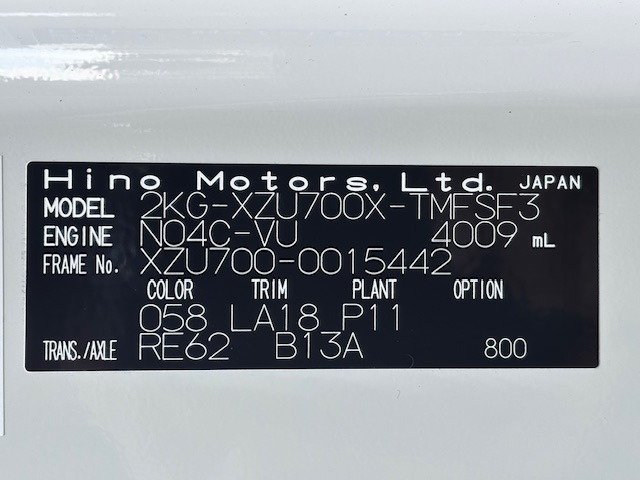 Hino Motors, Ltd. JAPAN
MODEL 2KG-XZU700X-TMFSF3
ENGINE N04C-VU 4009 mL
FRAME No. XZU700-0015442
COLOR TRIM PLANT OPTION
058 LA18 P11
TRANS./AXLE RE62 B13A 800